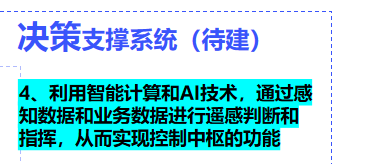 决策支撑系统（待建）
4、利用智能计算和AI技术，通过感
知数据和业务数据进行遥感判断和
指挥，从而实现控制中枢的功能